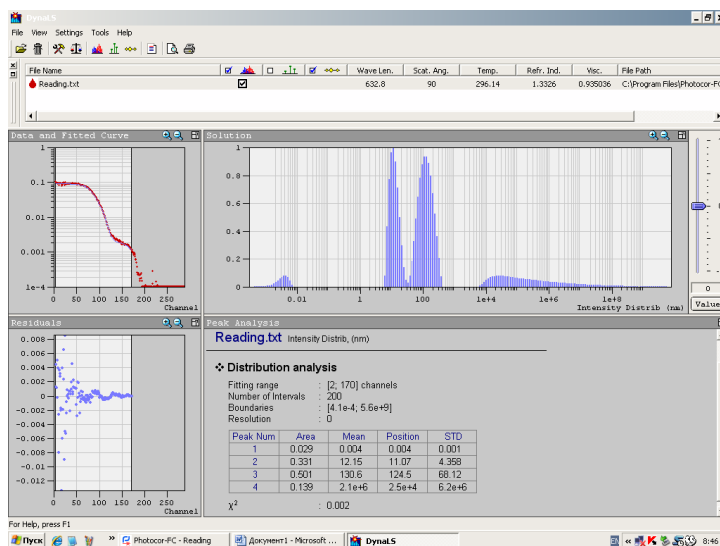 DynaLS
File View Settings Tools Help
File Name Wave Len. Scat. Ang. Temp. Refr. Ind. Visc. File Path
Reading.txt 632.8 90 296.14 1.3326 0.935036 C:\Program Files\Photocor-FC
Data and Fitted Curve
1
0.1
0.01
0.001
1e-4
0 50 100 150 200 250
Channel
Solution
1
0.8
0.6
0.4
0.2
0
0.01 1 100 1e+4 1e+6 1e+8
Intensity Distrib (nm)
0
Value
Residuals
0.008
0.006
0.004
0.002
0
-0.002
-0.004
-0.006
-0.008
-0.01
-0.012
0 50 100 150 200 250
Channel
Peak Analysis
Reading.txt Intensity Distrib, (nm)
Distribution analysis
Fitting range : [2; 170] channels
Number of Intervals : 200
Boundaries : [4.1e-4; 5.6e+9]
Resolution : 0
Peak Num Area Mean Position STD
1 0.029 0.004 0.004 0.001
2 0.331 12.15 11.07 4.358
3 0.501 130.6 124.5 68.12
4 0.139 2.1e+6 2.5e+4 6.2e+6
χ² : 0.002
For Help, press F1
Пуск » Photocor-FC - Reading Документ1 - Microsoft ... DynaLS « 8:46